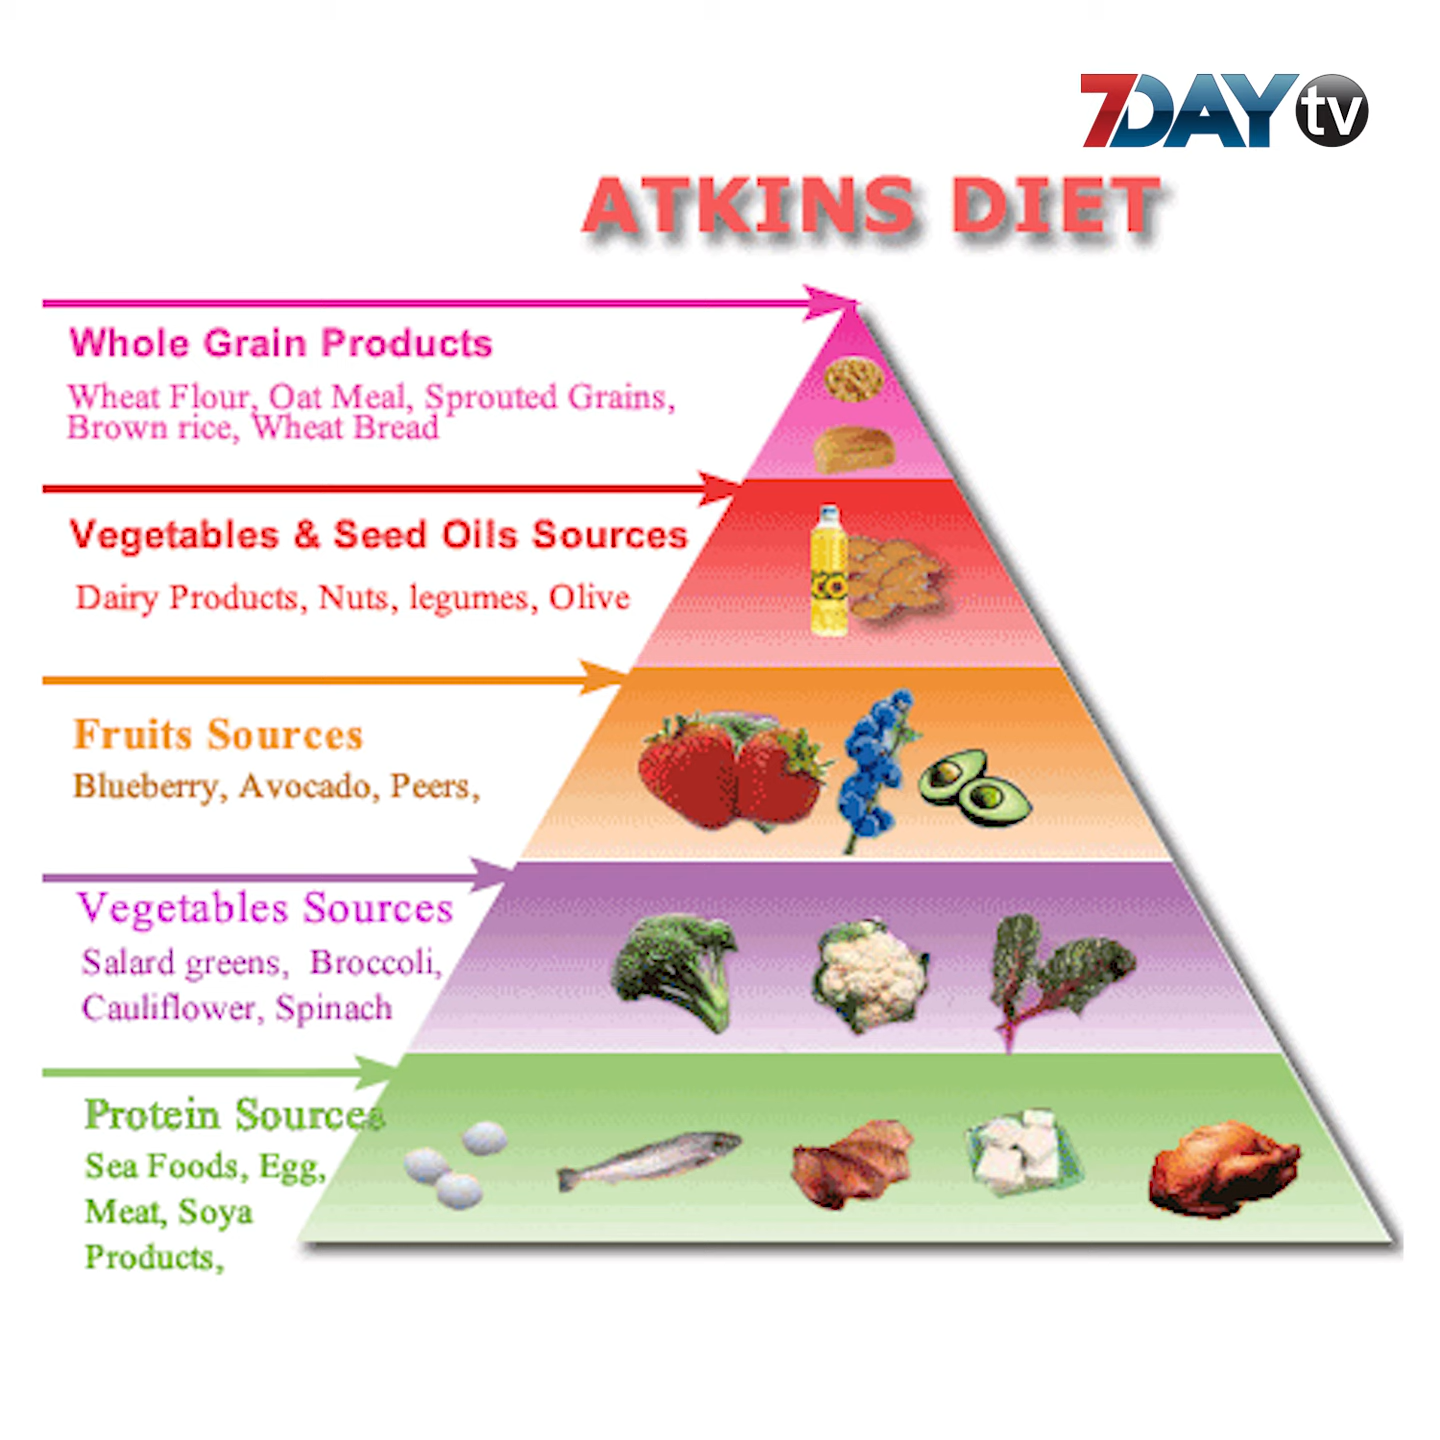 7DAY tv
ATKINS DIET
Whole Grain Products
Wheat Flour, Oat Meal, Sprouted Grains,
Brown rice, Wheat Bread
Vegetables & Seed Oils Sources
Dairy Products, Nuts, legumes, Olive
Fruits Sources
Blueberry, Avocado, Peers,
Vegetables Sources
Salard greens, Broccoli,
Cauliflower, Spinach
Protein Sources
Sea Foods, Egg,
Meat, Soya
Products,